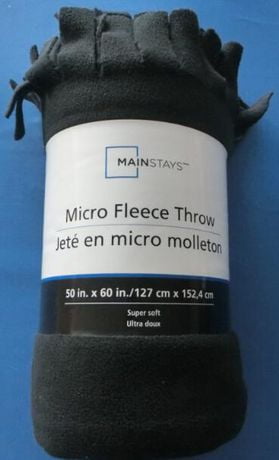 MAINSTAYS™
Micro Fleece Throw
Jeté en micro molleton
50 in. x 60 in./127 cm x 152,4 cm
Super soft
Ultra doux